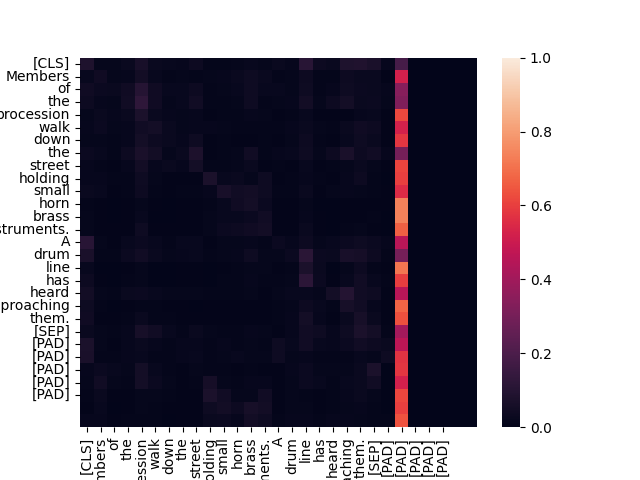 [CLS]
Members
of
the
procession
walk
down
the
street
holding
small
horn
brass
struments.
A
drum
line
has
heard
proaching
them.
[SEP]
[PAD]
[PAD]
[PAD]
[PAD]
[PAD]
[CLS]
mbers
of
the
ession
walk
down
the
street
olding
small
horn
brass
ments.
A
drum
line
has
heard
aching
them.
[SEP]
[PAD]
[PAD]
[PAD]
[PAD]
[PAD]
1.0
0.8
0.6
0.4
0.2
0.0